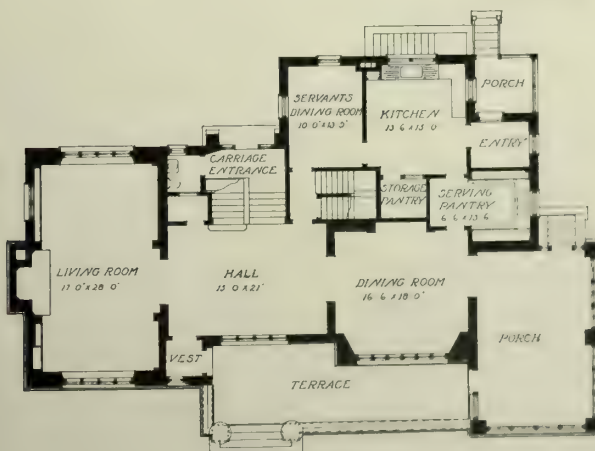 SERVANTS
DINING ROOM
10 0 X 13 5
KITCHEN
13 6 X 15 0
PORCH
CARRIAGE
ENTRANCE
ENTRY
STORAGE
PANTRY
SERVING
PANTRY
6 6 X 13 6
LIVING ROOM
17 0 X 28 0
HALL
15 0 X 21
DINING ROOM
16 6 X 18 0
PORCH
VEST
TERRACE